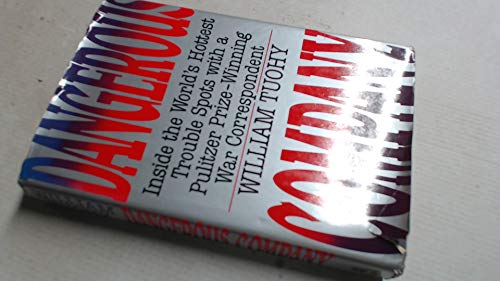 DANGEROUS
Inside the World's Hottest
Trouble Spots with a
Pulitzer Prize-Winning
War Correspondent
WILLIAM TUOHY
COMPANY
DANGEROUS COMPANY